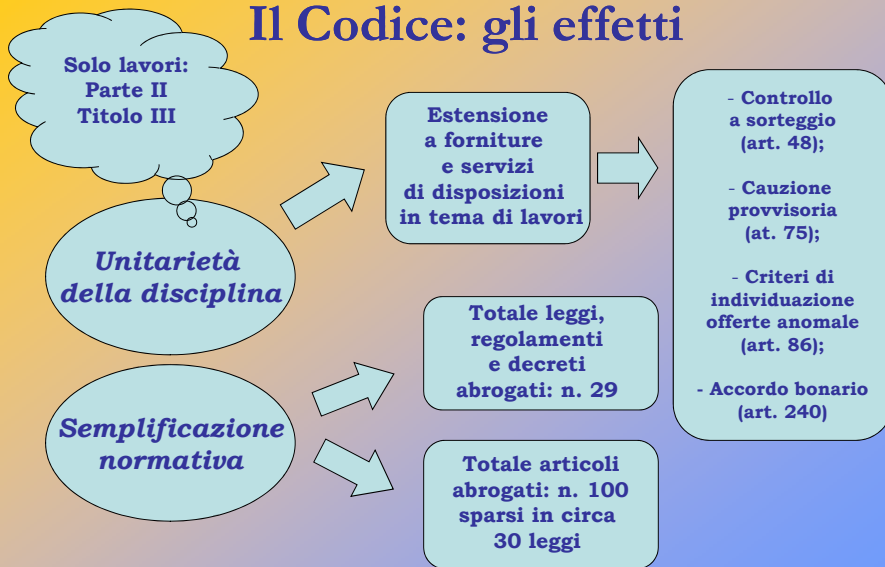 Il Codice: gli effetti
Solo lavori:
Parte II
Titolo III
Unitarietà
della disciplina
Estensione
a forniture
e servizi
di disposizioni
in tema di lavori
- Controllo
a sorteggio
(art. 48);
- Cauzione
provvisoria
(at. 75);
- Criteri di
individuazione
offerte anomale
(art. 86);
- Accordo bonario
(art. 240)
Semplificazione
normativa
Totale leggi,
regolamenti
e decreti
abrogati: n. 29
Totale articoli
abrogati: n. 100
sparsi in circa
30 leggi